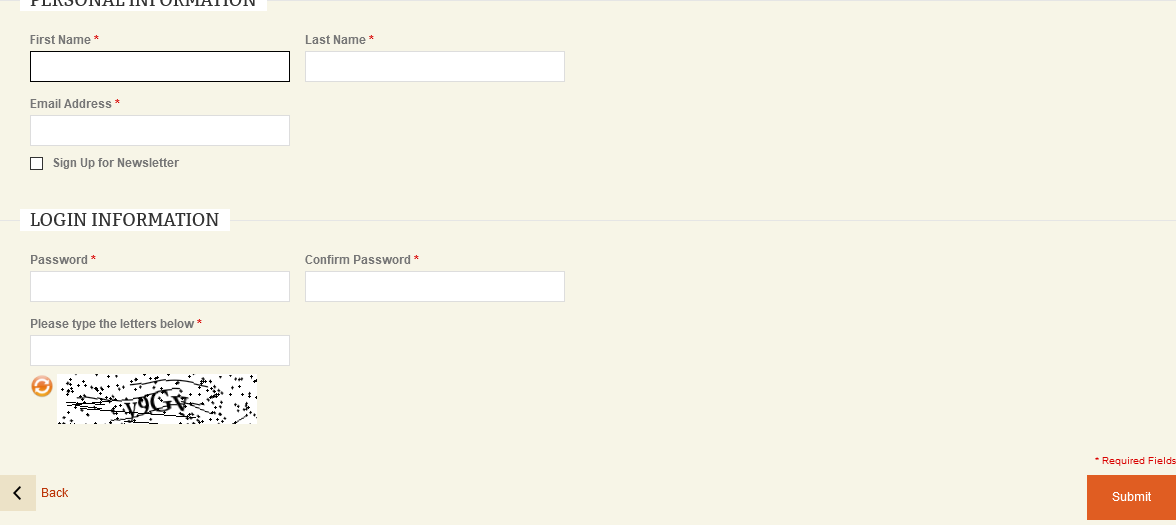 PERSONAL INFORMATION
First Name *
Last Name *
Email Address *
Sign Up for Newsletter
LOGIN INFORMATION
Password *
Confirm Password *
Please type the letters below *
* Required Fields
Back
Submit